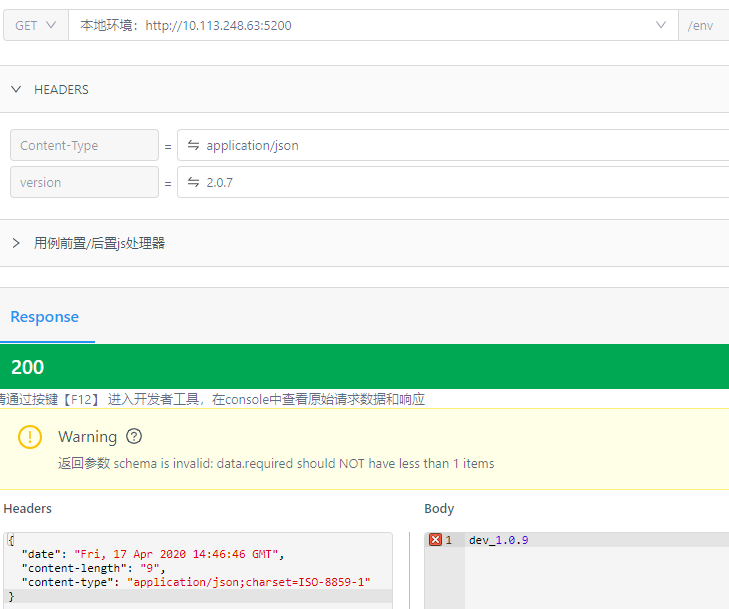 GET 本地环境：http://10.113.248.63:5200 /env
HEADERS
Content-Type = application/json
version = 2.0.7
用例前置/后置js处理器
Response
200
请通过按键【F12】 进入开发者工具，在console中查看原始请求数据和响应
Warning
返回参数 schema is invalid: data.required should NOT have less than 1 items
Headers Body
{
"date": "Fri, 17 Apr 2020 14:46:46 GMT",
"content-length": "9",
"content-type": "application/json;charset=ISO-8859-1"
}
1 dev_1.0.9